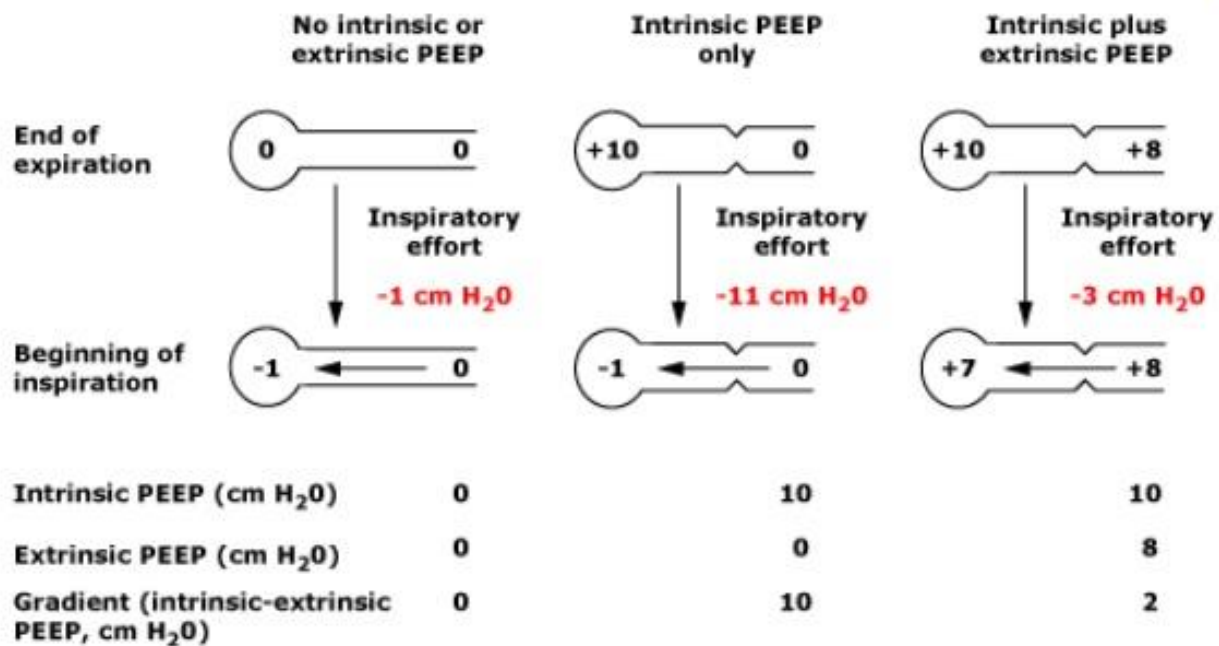 No intrinsic or
extrinsic PEEP
Intrinsic PEEP
only
Intrinsic plus
extrinsic PEEP
End of
expiration
0 0
+10 0
+10 +8
Inspiratory
effort
-1 cm H₂0
Inspiratory
effort
-11 cm H₂0
Inspiratory
effort
-3 cm H₂0
Beginning of
inspiration
-1 0
-1 0
+7 +8
Intrinsic PEEP (cm H₂0) 0 10 10
Extrinsic PEEP (cm H₂0) 0 0 8
Gradient (intrinsic-extrinsic 0 10 2
PEEP, cm H₂0)